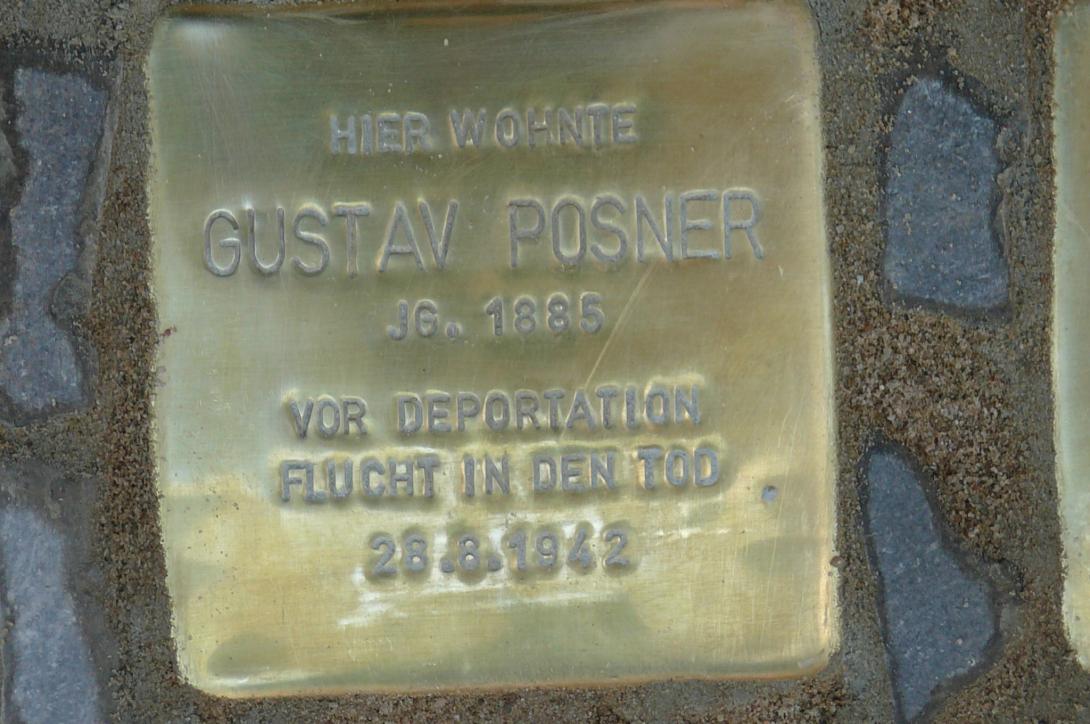 HIER WOHNTE
GUSTAV POSNER
JG. 1885
VOR DEPORTATION
FLUCHT IN DEN TOD
28.8.1942